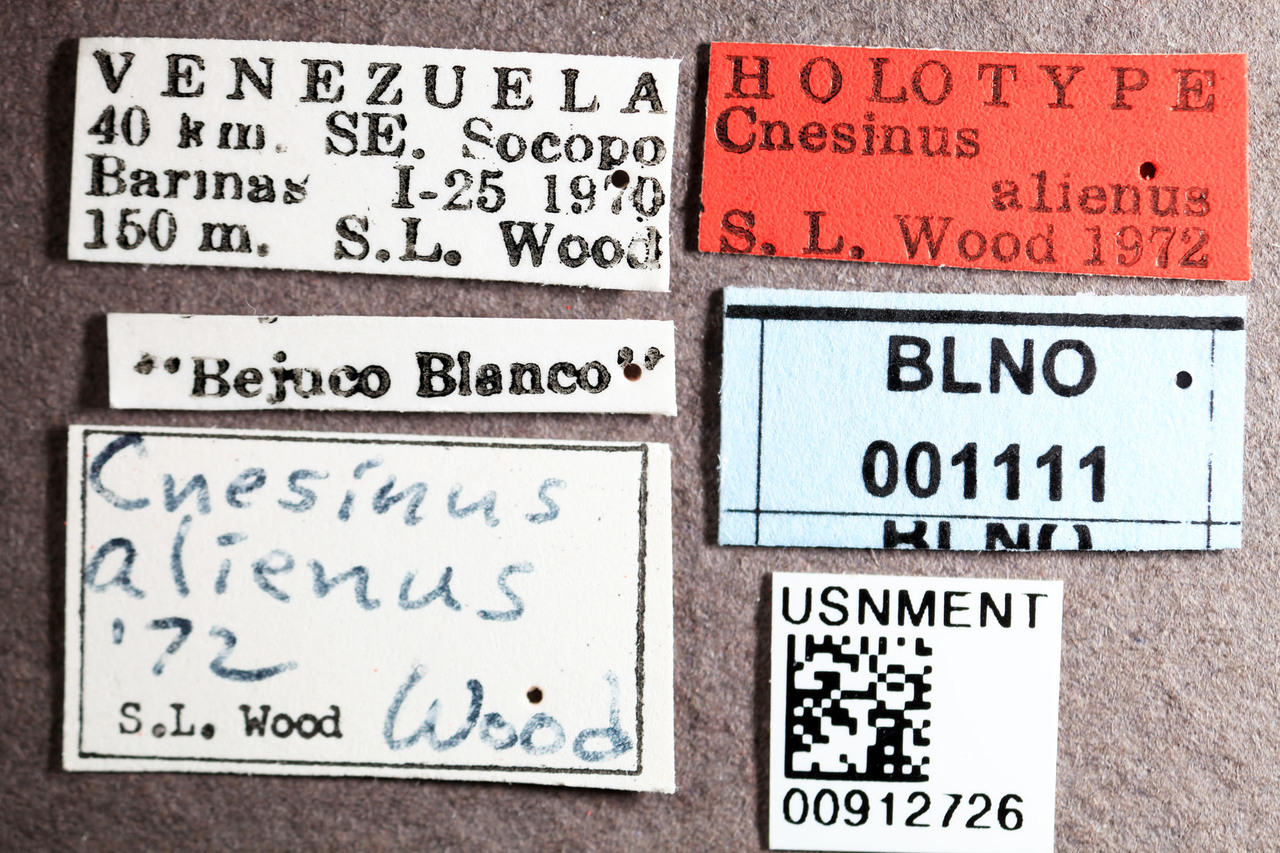 VENEZUELA
40 km. SE. Socopo
Barinas I-25 1970
150 m. S.L. Wood
"Bejuco Blanco"
Cnesinus
alienus
'72
S.L. Wood Wood
HOLOTYPE
Cnesinus
alienus
S. L. Wood 1972
BLNO
001111
BLNO
USNMENT
00912726